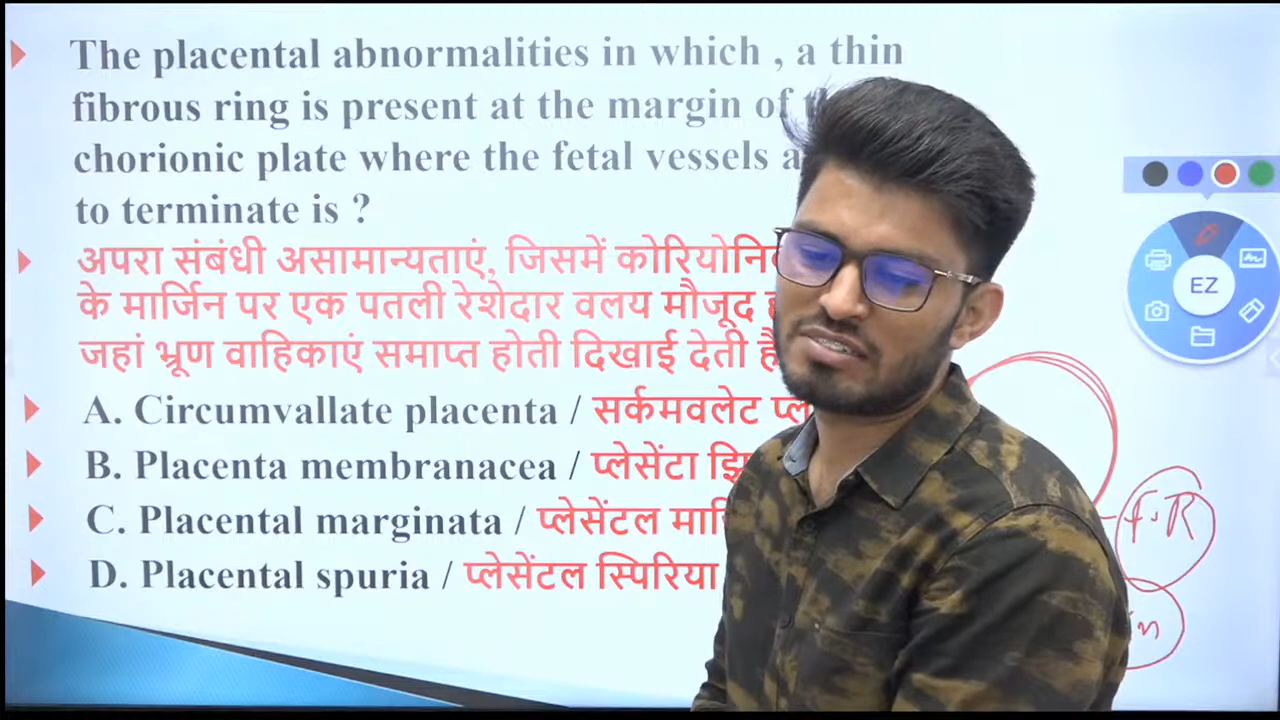 The placental abnormalities in which , a thin
fibrous ring is present at the margin of
chorionic plate where the fetal vessels
to terminate is ?
अपरा संबंधी असामान्यताएं, जिसमें
के मार्जिन पर एक पतली रेशेदार वलय मौजूद
जहां भ्रूण वाहिकाएं समाप्त होती दिखाई देती है
A. Circumvallate placenta / सर्कमवलेट
B. Placenta membranacea / प्लेसेंटा
C. Placental marginata / प्लेसेंटल
D. Placental spuria / प्लेसेंटल स्पिरिया
EZ
F.R